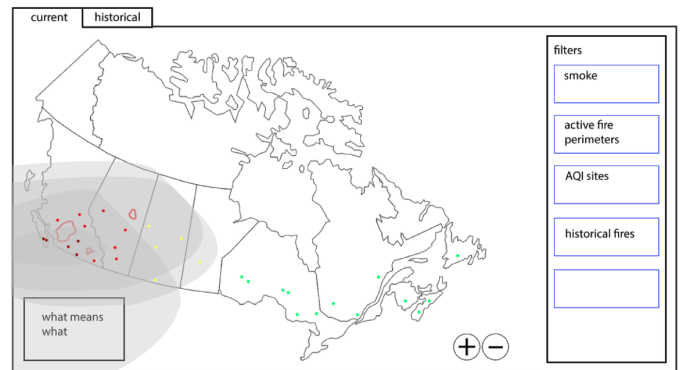 current
historical
filters
smoke
active fire
perimeters
AQI sites
historical fires
what means
what